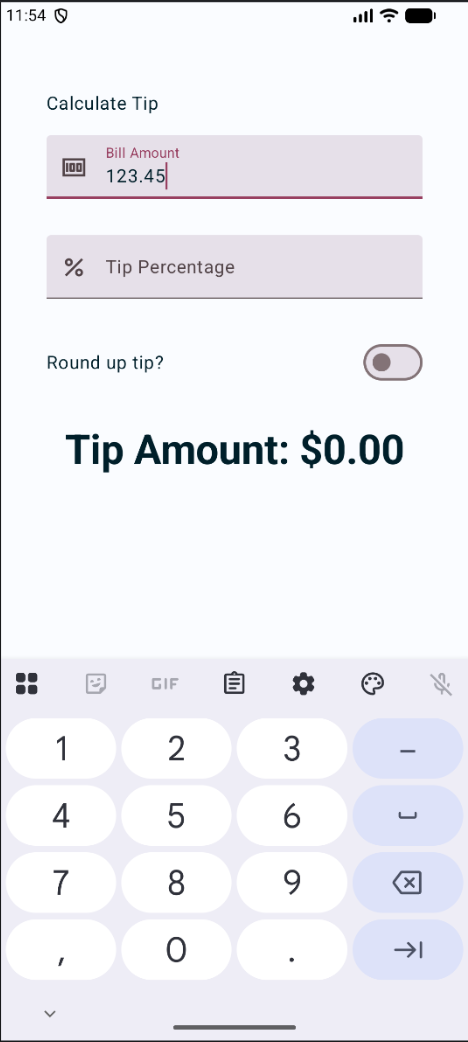 11:54
Calculate Tip
Bill Amount
123.45
Tip Percentage
Round up tip?
Tip Amount: $0.00
GIF
1 2 3 –
4 5 6
7 8 9
, 0 .